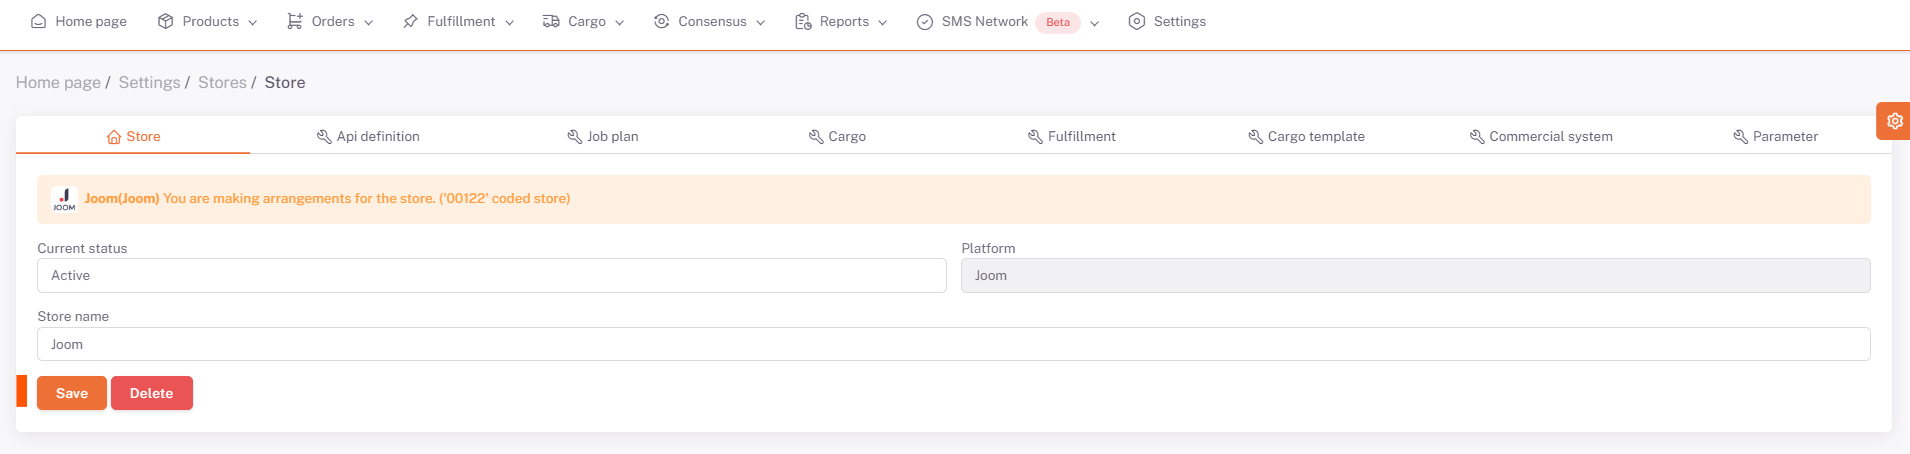 Home page Products Orders Fulfillment Cargo Consensus Reports SMS Network Beta Settings
Home page / Settings / Stores / Store
Store Api definition Job plan Cargo Fulfillment Cargo template Commercial system Parameter
JOOM Joom(Joom) You are making arrangements for the store. ('00122' coded store)
Current status Platform
Active Joom
Store name
Joom
Save Delete